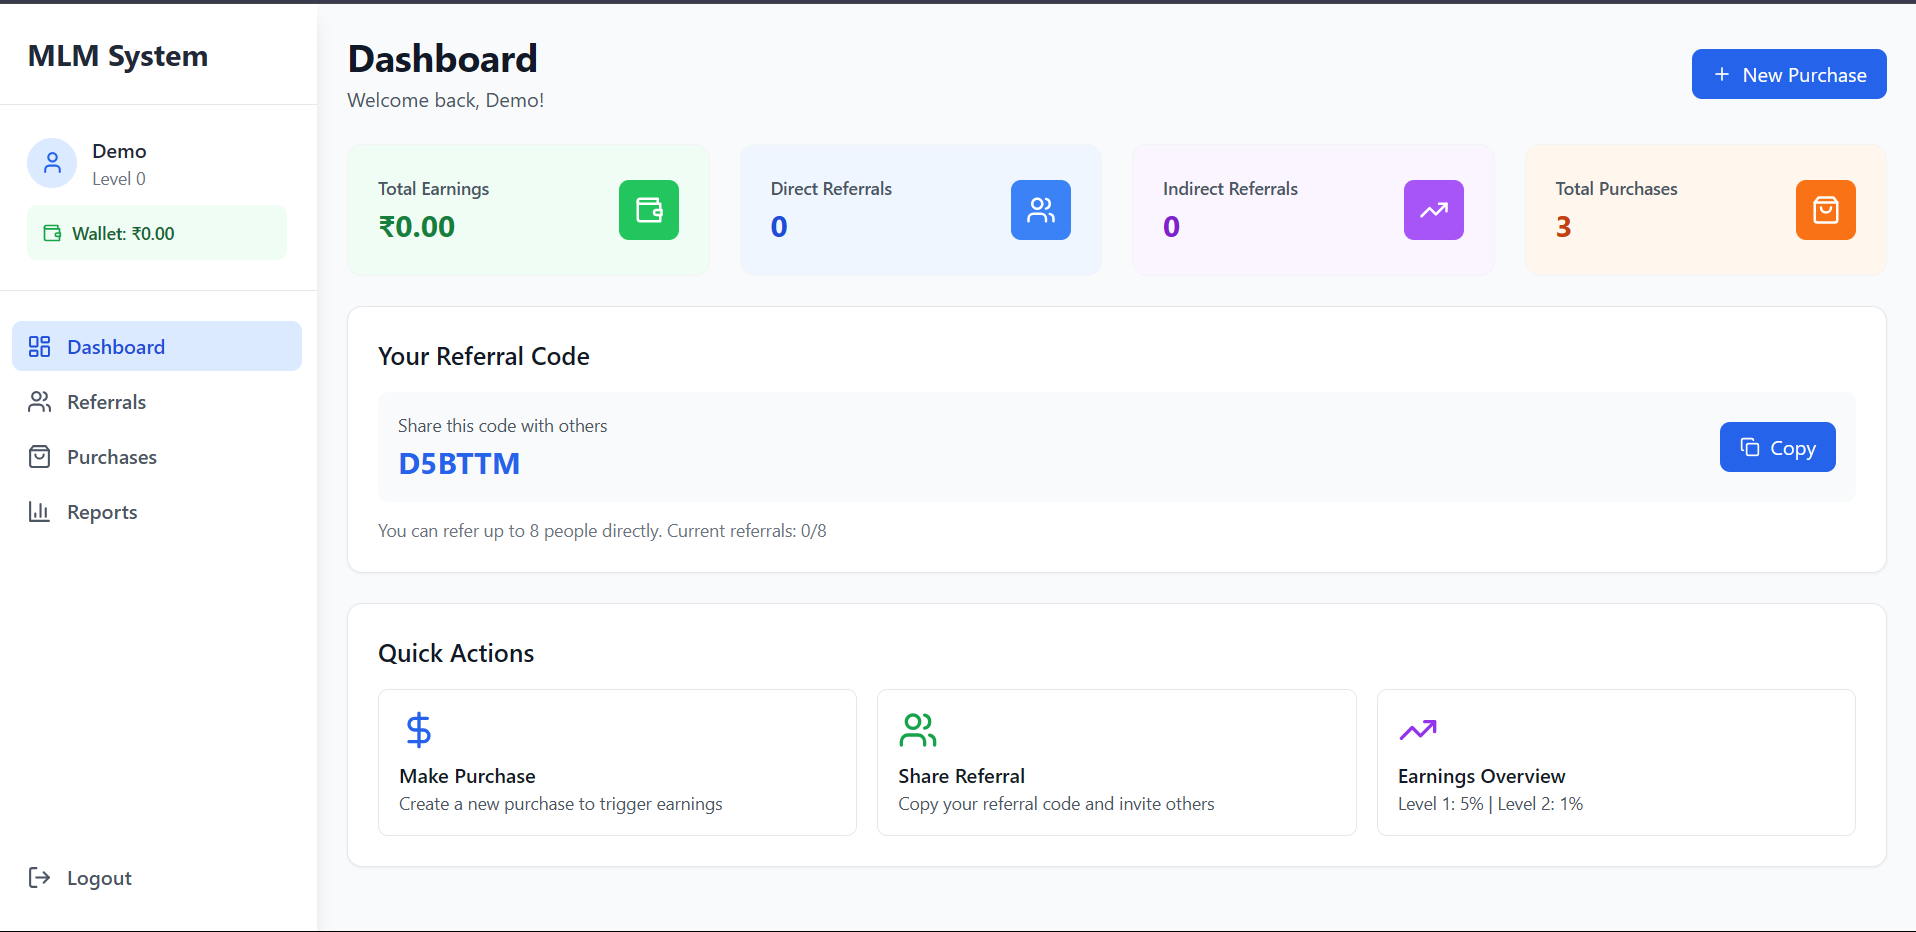 MLM System
Demo
Level 0
Wallet: ₹0.00
Dashboard
Referrals
Purchases
Reports
Logout
Dashboard
Welcome back, Demo!
New Purchase
Total Earnings
₹0.00
Direct Referrals
0
Indirect Referrals
0
Total Purchases
3
Your Referral Code
Share this code with others
D5BTTM
Copy
You can refer up to 8 people directly. Current referrals: 0/8
Quick Actions
Make Purchase
Create a new purchase to trigger earnings
Share Referral
Copy your referral code and invite others
Earnings Overview
Level 1: 5% | Level 2: 1%